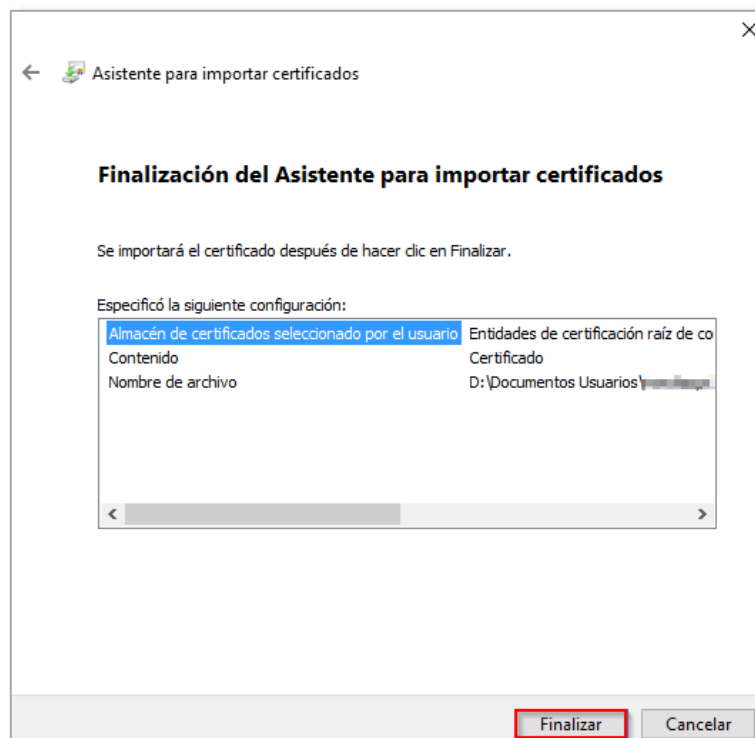 Asistente para importar certificados
Finalización del Asistente para importar certificados
Se importará el certificado después de hacer clic en Finalizar.
Especificó la siguiente configuración:
Almacén de certificados seleccionado por el usuario Entidades de certificación raíz de co
Contenido Certificado
Nombre de archivo D:\Documentos Usuarios\
Finalizar Cancelar